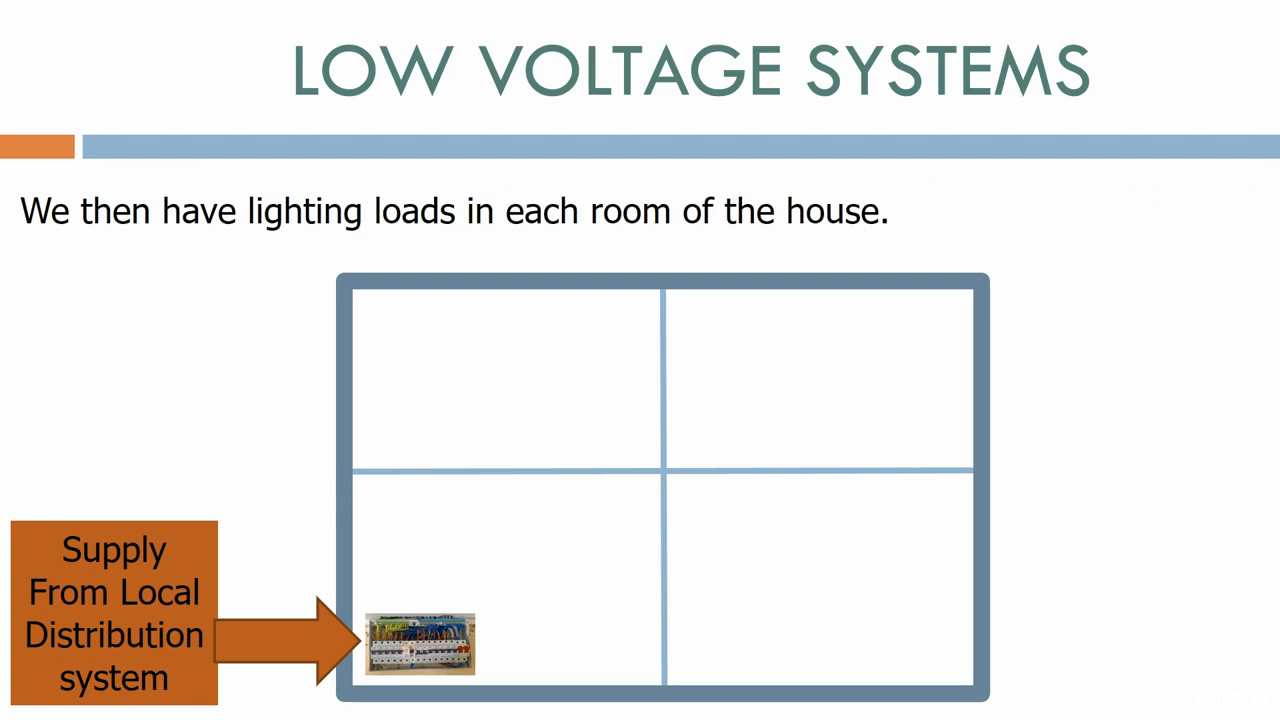 LOW VOLTAGE SYSTEMS
We then have lighting loads in each room of the house.
Supply
From Local
Distribution
system
Udemy